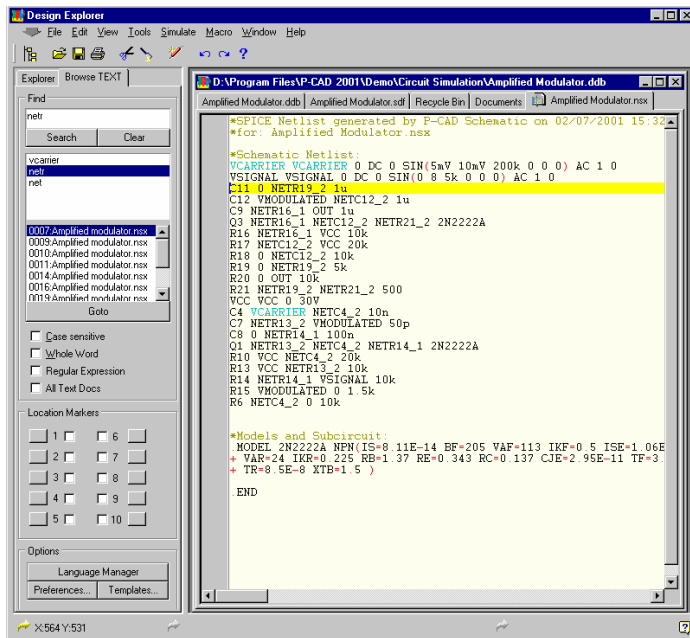 Design Explorer
File Edit View Tools Simulate Macro Window Help
Explorer Browse TEXT
Find
netr
Search Clear
vcarrier
netr
net
0007:Amplified modulator.nsx
0009:Amplified modulator.nsx
0010:Amplified modulator.nsx
0011:Amplified modulator.nsx
0014:Amplified modulator.nsx
0016:Amplified modulator.nsx
0019:Amplified modulator.nsx
Goto
Case sensitive
Whole Word
Regular Expression
All Text Docs
Location Markers
1 6
2 7
3 8
4 9
5 10
Options
Language Manager
Preferences... Templates...
D:\Program Files\P-CAD 2001\Demo\Circuit Simulation\Amplified Modulator.ddb
Amplified Modulator.ddb Amplified Modulator.sdf Recycle Bin Documents Amplified Modulator.nsx
*SPICE Netlist generated by P-CAD Schematic on 02/07/2001 15:32
*for: Amplified Modulator.nsx
*Schematic Netlist:
VCARRIER VCARRIER 0 DC 0 SIN(5mV 10mV 200k 0 0 0) AC 1 0
VSIGNAL VSIGNAL 0 DC 0 SIN(0 8 5k 0 0 0) AC 1 0
C11 0 NETR19_2 1u
C12 VMODULATED NETC12_2 1u
C9 NETR16_1 OUT 1u
Q3 NETR16_1 NETC12_2 NETR21_2 2N2222A
R16 NETR16_1 VCC 10k
R17 NETC12_2 VCC 20k
R18 0 NETC12_2 10k
R19 0 NETR19_2 5k
R20 0 OUT 10k
R21 NETR19_2 NETR21_2 500
VCC VCC 0 30V
C4 VCARRIER NETC4_2 10n
C7 NETR13_2 VMODULATED 50p
C8 0 NETR14_1 100n
Q1 NETR13_2 NETC4_2 NETR14_1 2N2222A
R10 VCC NETC4_2 20k
R13 VCC NETR13_2 10k
R14 NETR14_1 VSIGNAL 10k
R15 VMODULATED 0 1.5k
R6 NETC4_2 0 10k
*Models and Subcircuit:
.MODEL 2N2222A NPN(IS=8.11E-14 BF=205 VAF=113 IKF=0.5 ISE=1.06E
+ VAR=24 IKR=0.225 RB=1.37 RE=0.343 RC=0.137 CJE=2.95E-11 TF=3.
+ TR=8.5E-8 XTB=1.5 )
.END
X:564 Y:531